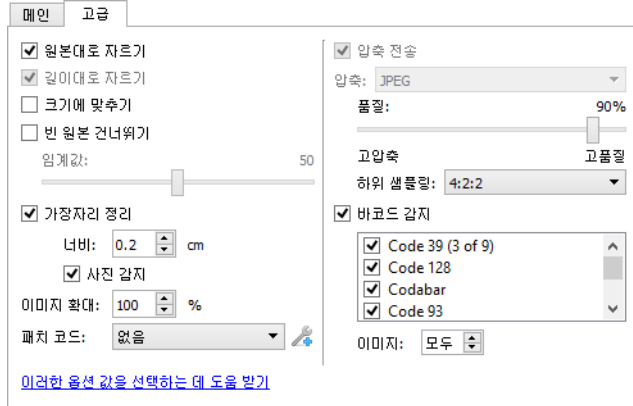 메인 고급
원본대로 자르기
길이대로 자르기
크기에 맞추기
빈 원본 건너뛰기
임계값: 50
가장자리 정리
너비: 0.2 cm
사진 감지
이미지 확대: 100 %
패치 코드: 없음
이러한 옵션 값을 선택하는 데 도움 받기
압축 전송
압축: JPEG
품질: 90%
고압축 고품질
하위 샘플링: 4:2:2
바코드 감지
Code 39 (3 of 9)
Code 128
Codabar
Code 93
이미지: 모두